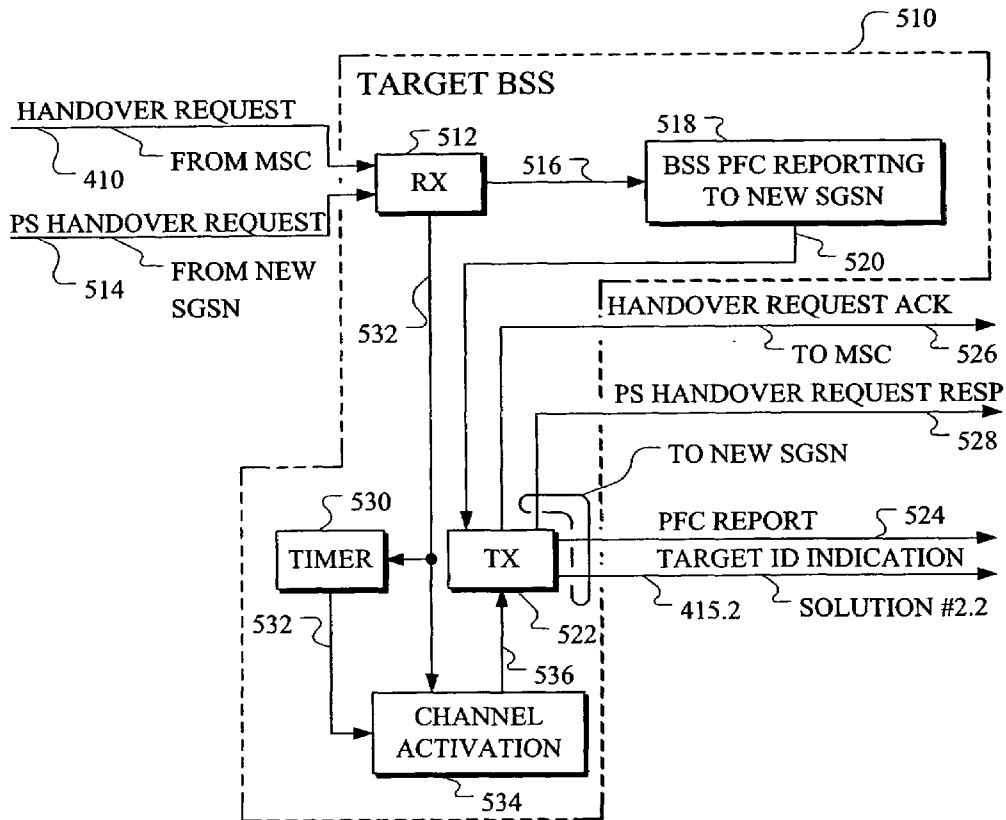 510
TARGET BSS
HANDOVER REQUEST
410
FROM MSC
512
RX
516
518
BSS PFC REPORTING
TO NEW SGSN
PS HANDOVER REQUEST
514
FROM NEW
SGSN
520
532
HANDOVER REQUEST ACK
TO MSC
526
PS HANDOVER REQUEST RESP
528
TO NEW SGSN
530
TIMER
TX
PFC REPORT
524
TARGET ID INDICATION
415.2
SOLUTION #2.2
532
522
536
CHANNEL
ACTIVATION
534